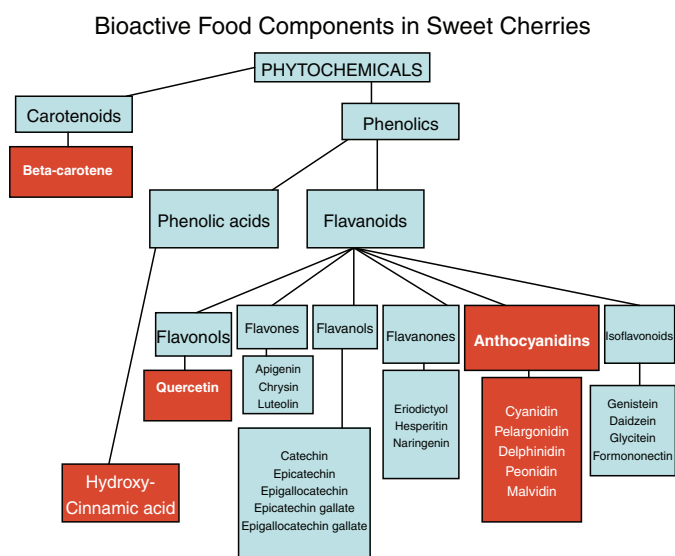 Bioactive Food Components in Sweet Cherries
PHYTOCHEMICALS
Carotenoids
Phenolics
Beta-carotene
Phenolic acids
Flavanoids
Flavonols
Flavones
Flavanols
Flavanones
Anthocyanidins
Isoflavonoids
Quercetin
Apigenin
Chrysin
Luteolin
Eriodictyol
Hesperitin
Naringenin
Cyanidin
Pelargonidin
Delphinidin
Peonidin
Malvidin
Genistein
Daidzein
Glycitein
Formononectin
Catechin
Epicatechin
Epigallocatechin
Epicatechin gallate
Epigallocatechin gallate
Hydroxy-
Cinnamic acid